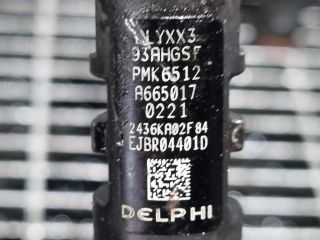 LYXX3
93AHGSF
PMK6512
A665017
0221
2436KA02F84
EJBR04401D
DELPHI